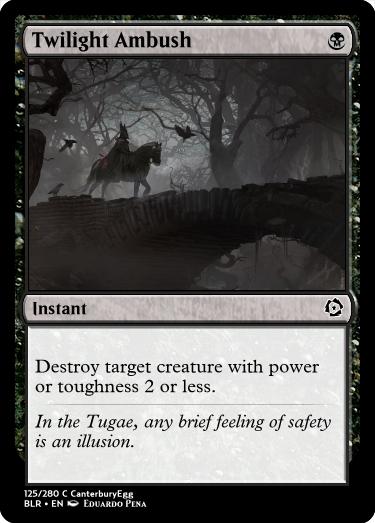 Twilight Ambush
Instant
Destroy target creature with power
or toughness 2 or less.
In the Tugae, any brief feeling of safety
is an illusion.
125/280 C CanterburyEgg
BLR • EN Eduardo Pena